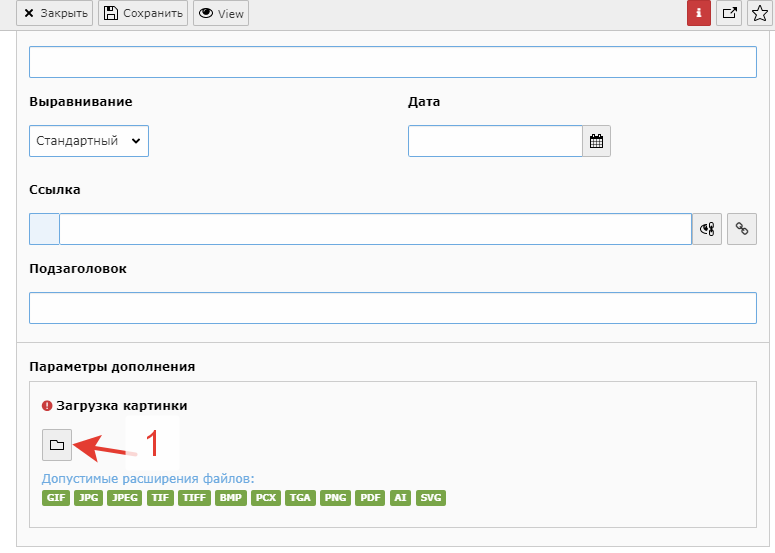 Закрыть Сохранить View
Выравнивание Дата
Стандартный
Ссылка
Подзаголовок
Параметры дополнения
Загрузка картинки
1
Допустимые расширения файлов:
GIF JPG JPEG TIF TIFF BMP PCX TGA PNG PDF AI SVG